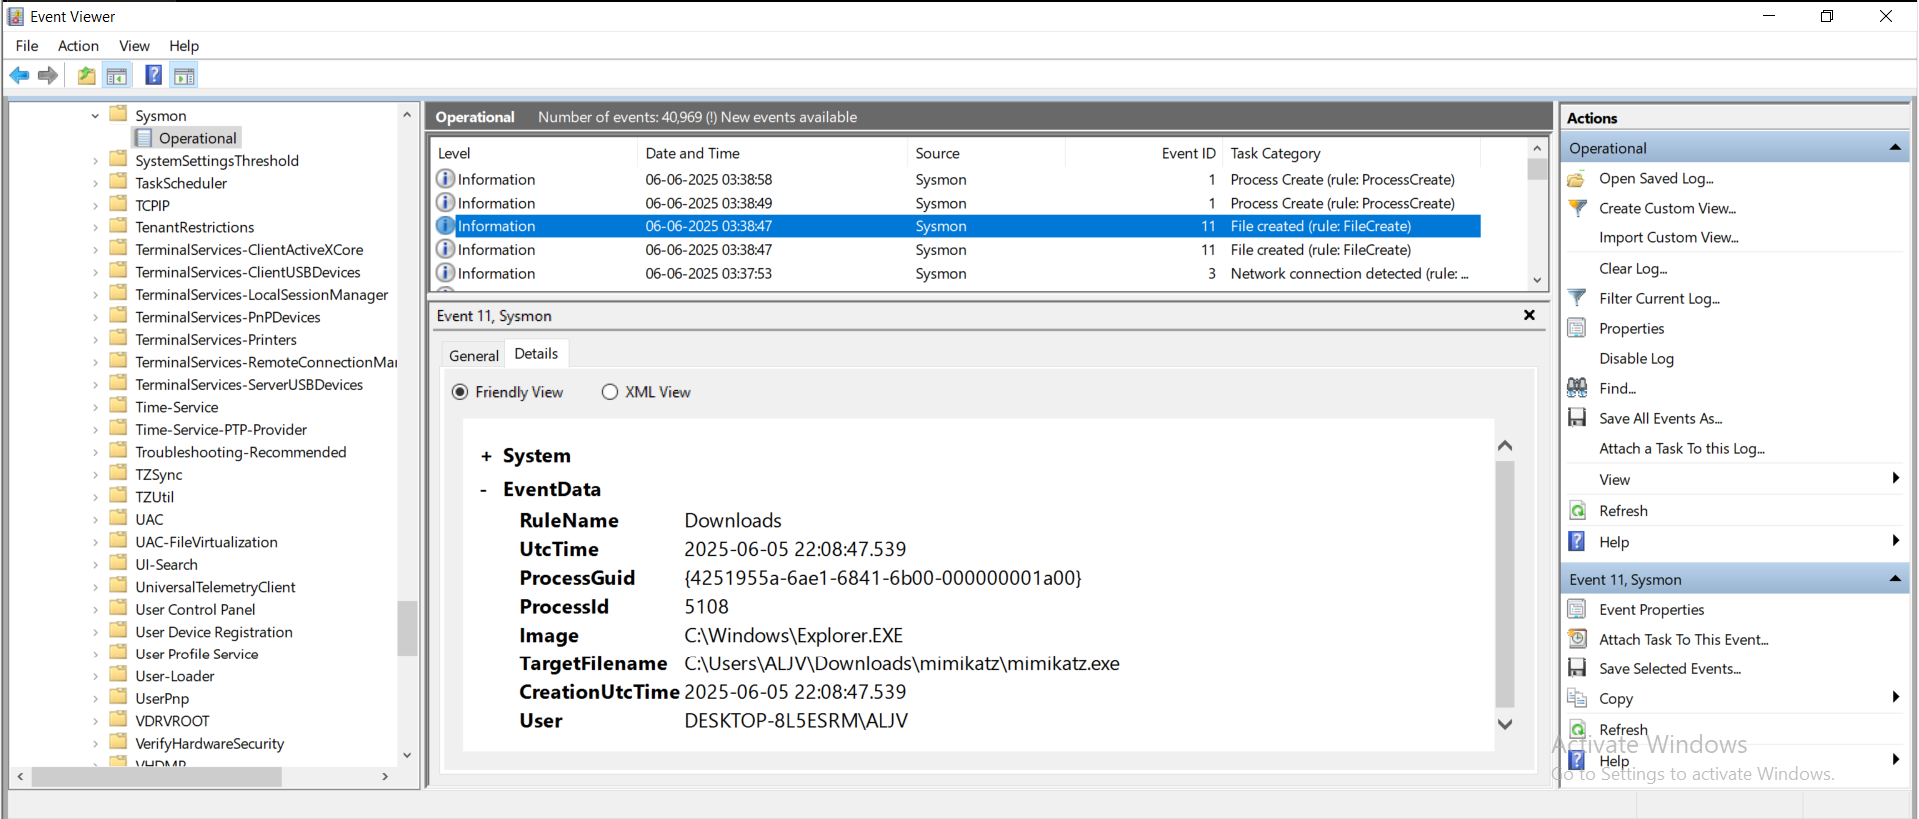 Event Viewer
File Action View Help
Sysmon
Operational
SystemSettingsThreshold
TaskScheduler
TCPIP
TenantRestrictions
TerminalServices-ClientActiveXCore
TerminalServices-ClientUSBDevices
TerminalServices-LocalSessionManager
TerminalServices-PnPDevices
TerminalServices-Printers
TerminalServices-RemoteConnectionMa
TerminalServices-ServerUSBDevices
Time-Service
Time-Service-PTP-Provider
Troubleshooting-Recommended
TZSync
TZUtil
UAC
UAC-FileVirtualization
UI-Search
UniversalTelemetryClient
User Control Panel
User Device Registration
User Profile Service
User-Loader
UserPnp
VDRVROOT
VerifyHardwareSecurity
VHDMP
Operational Number of events: 40,969 (!) New events available
Level Date and Time Source Event ID Task Category
Information 06-06-2025 03:38:58 Sysmon 1 Process Create (rule: ProcessCreate)
Information 06-06-2025 03:38:49 Sysmon 1 Process Create (rule: ProcessCreate)
Information 06-06-2025 03:38:47 Sysmon 11 File created (rule: FileCreate)
Information 06-06-2025 03:38:47 Sysmon 11 File created (rule: FileCreate)
Information 06-06-2025 03:37:53 Sysmon 3 Network connection detected (rule: ...
Event 11, Sysmon
General Details
Friendly View XML View
+ System
- EventData
RuleName Downloads
UtcTime 2025-06-05 22:08:47.539
ProcessGuid {4251955a-6ae1-6841-6b00-000000001a00}
ProcessId 5108
Image C:\Windows\Explorer.EXE
TargetFilename C:\Users\ALJV\Downloads\mimikatz\mimikatz.exe
CreationUtcTime 2025-06-05 22:08:47.539
User DESKTOP-8L5ESRM\ALJV
Actions
Operational
Open Saved Log...
Create Custom View...
Import Custom View...
Clear Log...
Filter Current Log...
Properties
Disable Log
Find...
Save All Events As...
Attach a Task To this Log...
View
Refresh
Help
Event 11, Sysmon
Event Properties
Attach Task To This Event...
Save Selected Events...
Copy
Refresh
Help
Activate Windows
Go to Settings to activate Windows.